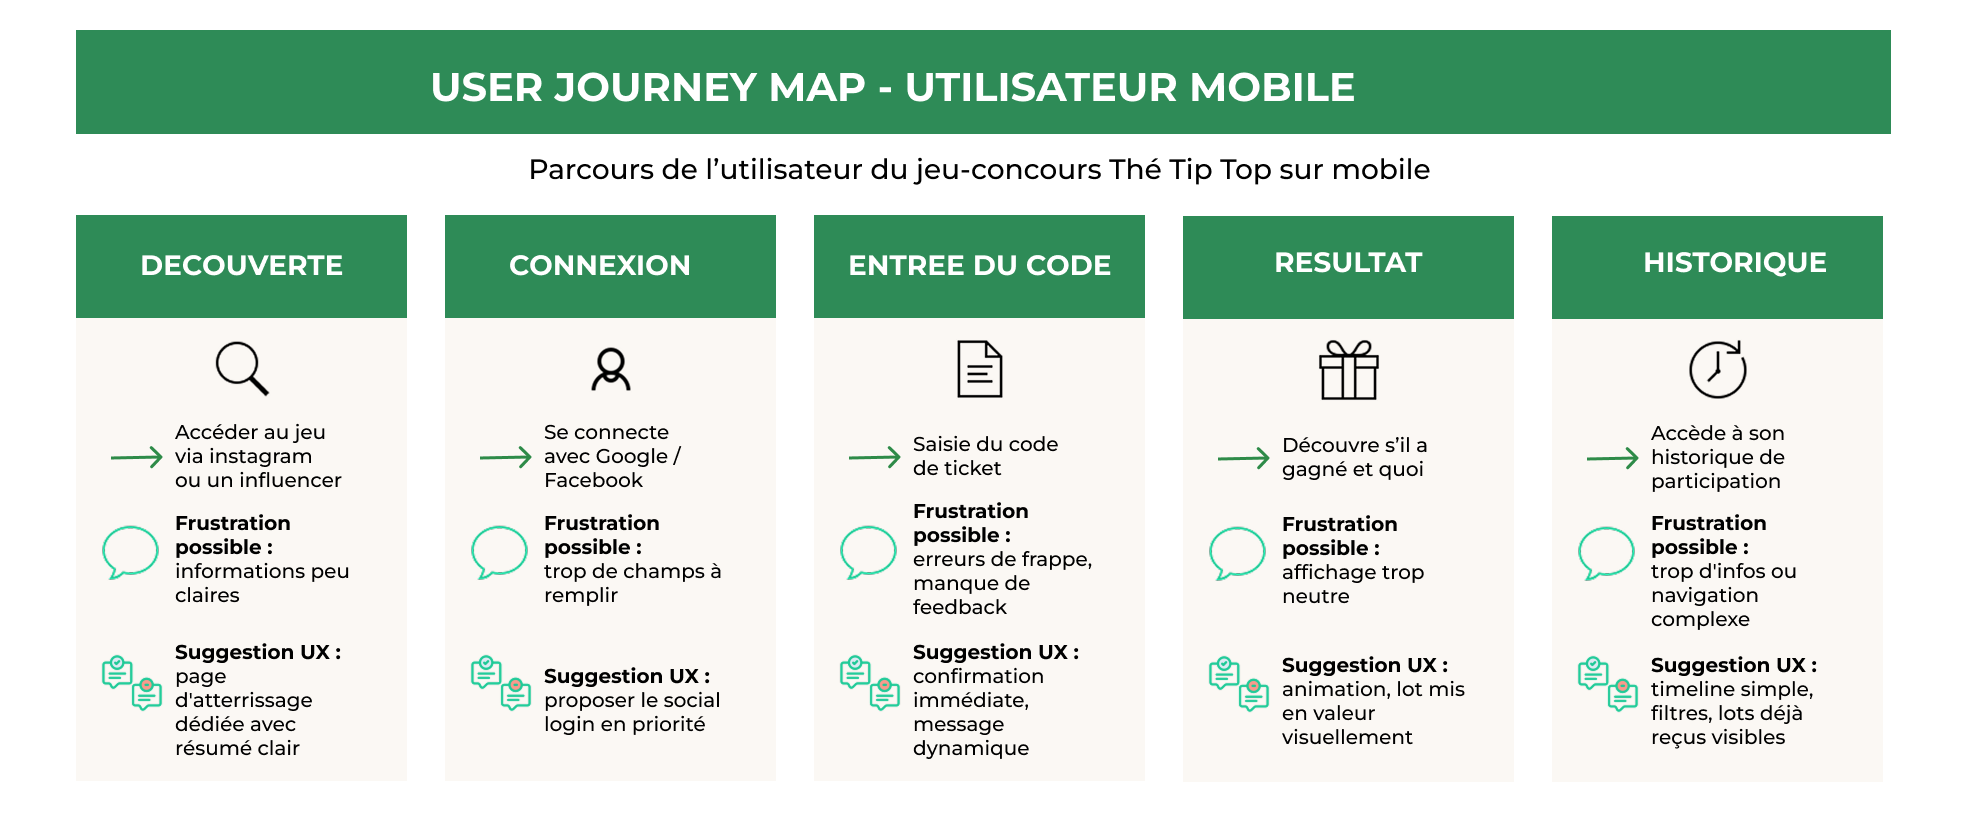 USER JOURNEY MAP - UTILISATEUR MOBILE
Parcours de l’utilisateur du jeu-concours Thé Tip Top sur mobile
DECOUVERTE
Accéder au jeu
via instagram
ou un influencer
Frustration
possible :
informations peu
claires
Suggestion UX :
page
d'atterrissage
dédiée avec
résumé clair
CONNEXION
Se connecte
avec Google /
Facebook
Frustration
possible :
trop de champs à
remplir
Suggestion UX :
proposer le social
login en priorité
ENTREE DU CODE
Saisie du code
de ticket
Frustration
possible :
erreurs de frappe,
manque de
feedback
Suggestion UX :
confirmation
immédiate,
message
dynamique
RESULTAT
Découvre s’il a
gagné et quoi
Frustration
possible :
affichage trop
neutre
Suggestion UX :
animation, lot mis
en valeur
visuellement
HISTORIQUE
Accède à son
historique de
participation
Frustration
possible :
trop d'infos ou
navigation
complexe
Suggestion UX :
timeline simple,
filtres, lots déjà
reçus visibles